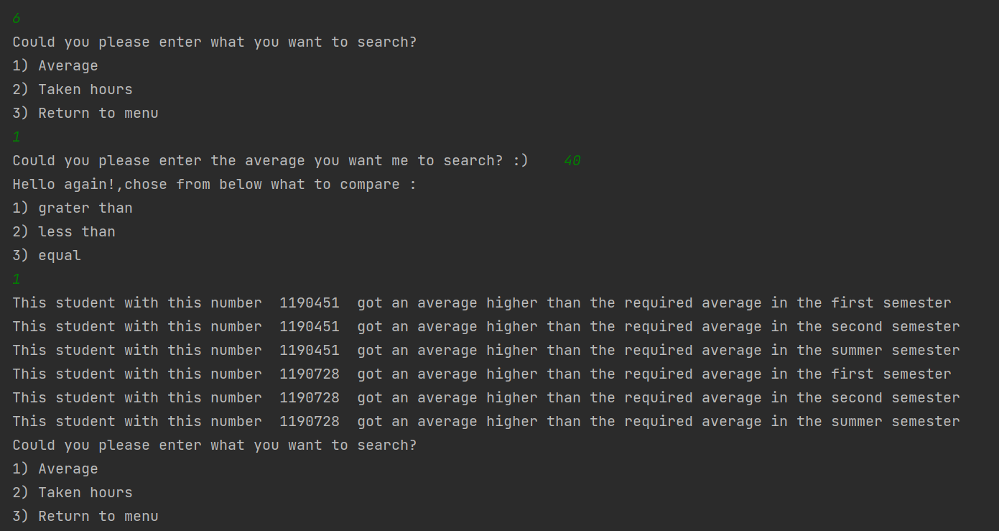 6
Could you please enter what you want to search?
1) Average
2) Taken hours
3) Return to menu
1
Could you please enter the average you want me to search? :)    40
Hello again!,chose from below what to compare :
1) grater than
2) less than
3) equal
1
This student with this number  1190451  got an average higher than the required average in the first semester
This student with this number  1190451  got an average higher than the required average in the second semester
This student with this number  1190451  got an average higher than the required average in the summer semester
This student with this number  1190728  got an average higher than the required average in the first semester
This student with this number  1190728  got an average higher than the required average in the second semester
This student with this number  1190728  got an average higher than the required average in the summer semester
Could you please enter what you want to search?
1) Average
2) Taken hours
3) Return to menu